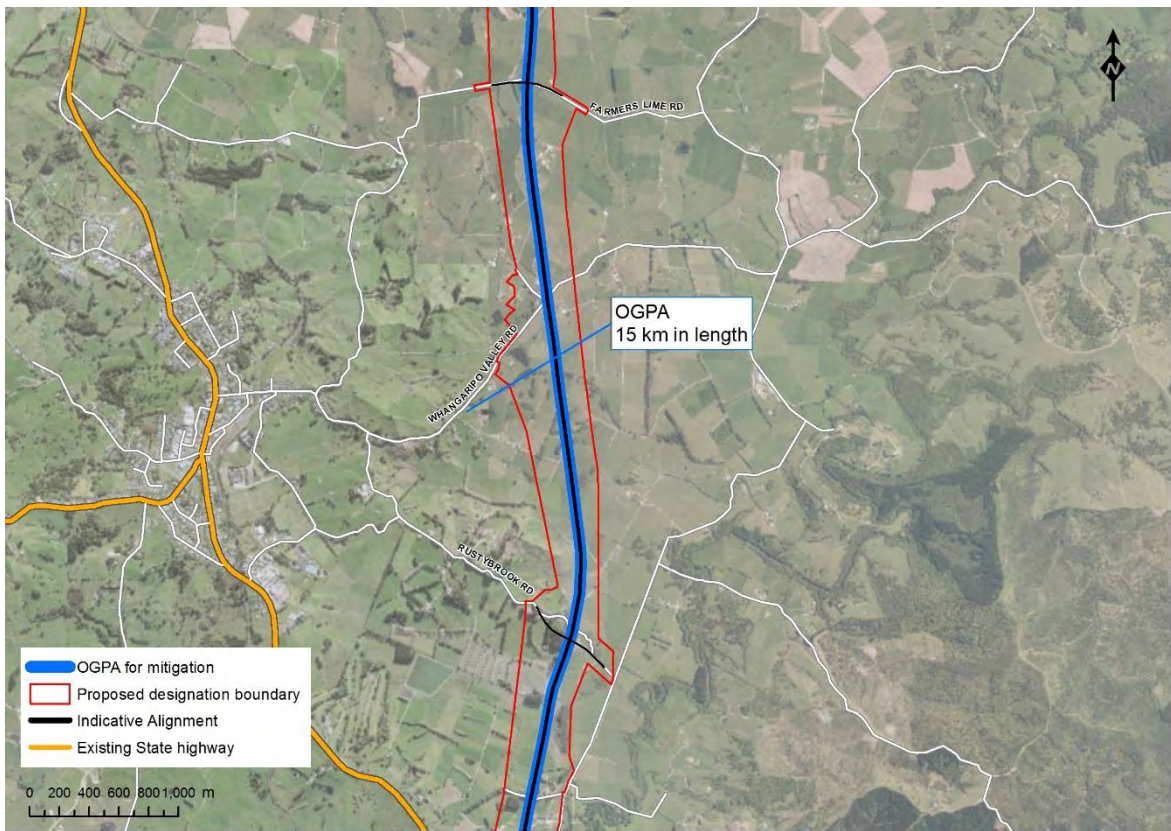 N
FARMERS LIME RD
OGPA
15 km in length
WHANGARIPO VALLEY RD
RUSTYBROOK RD
OGPA for mitigation
Proposed designation boundary
Indicative Alignment
Existing State highway
0 200 400 600 800 1,000 m